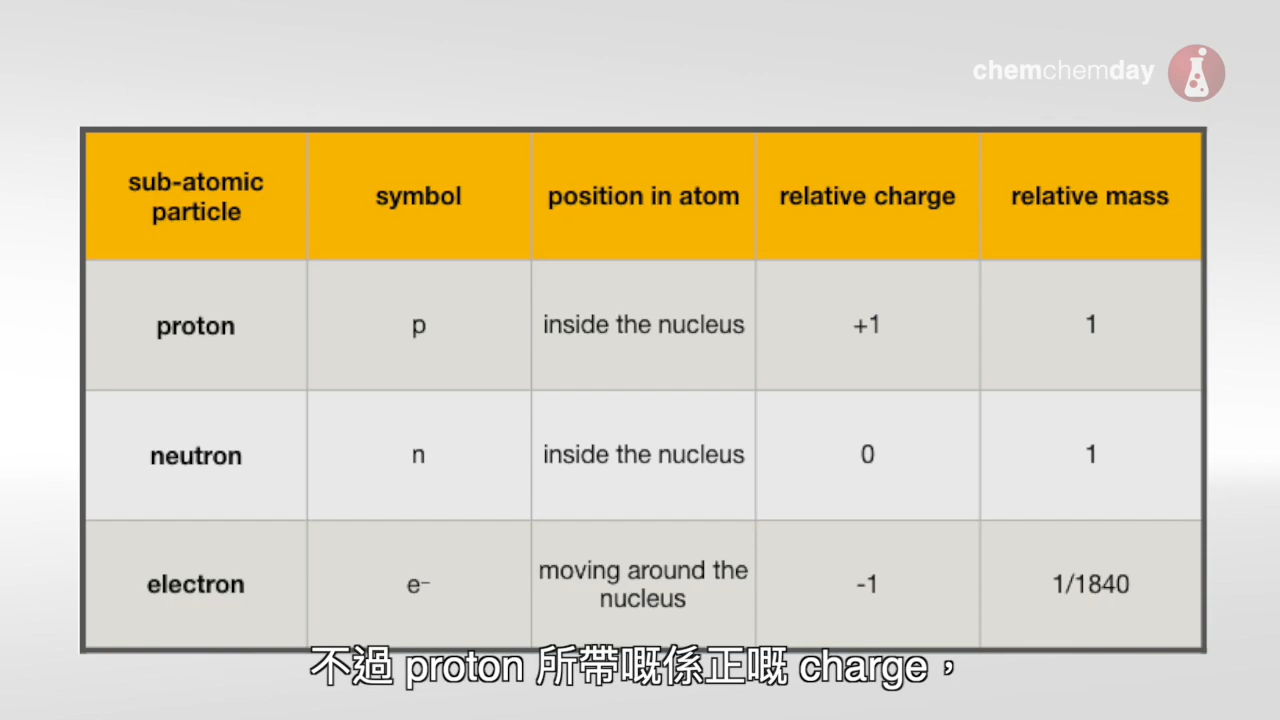 chemchemday
sub-atomic
particle
symbol
position in atom
relative charge
relative mass
proton
p
inside the nucleus
+1
1
neutron
n
inside the nucleus
0
1
electron
e⁻
moving around the
nucleus
-1
1/1840
不過 proton 所帶嘅係正嘅 charge，